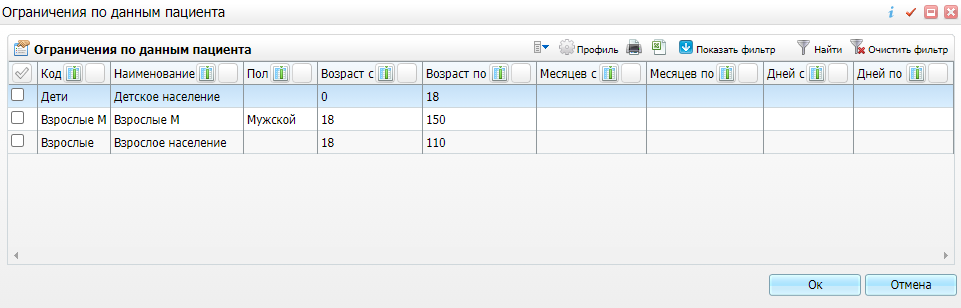 Ограничения по данным пациента
Ограничения по данным пациента Профиль Показать фильтр Найти Очистить фильтр
Код Наименование Пол Возраст с Возраст по Месяцев с Месяцев по Дней с Дней по
Дети Детское население 0 18
Взрослые М Взрослые М Мужской 18 150
Взрослые Взрослое население 18 110
Ок Отмена